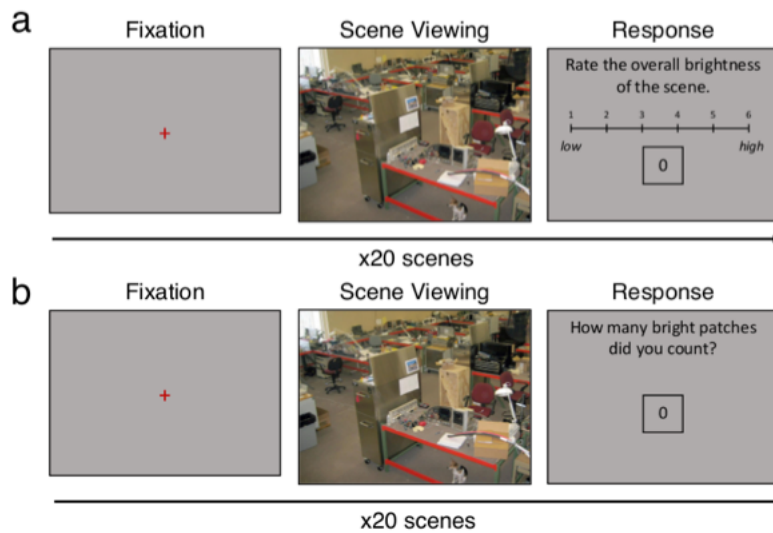 a
Fixation
Scene Viewing
Response
Rate the overall brightness
of the scene.
1 2 3 4 5 6
low high
0
x20 scenes
b
Fixation
Scene Viewing
Response
How many bright patches
did you count?
0
x20 scenes